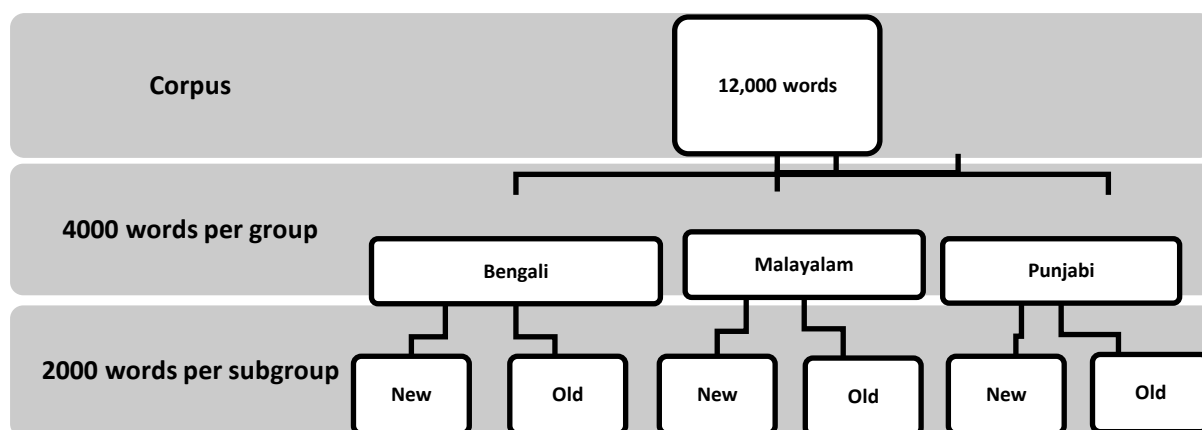 Corpus
12,000 words
4000 words per group
Bengali
Malayalam
Punjabi
2000 words per subgroup
New
Old
New
Old
New
Old